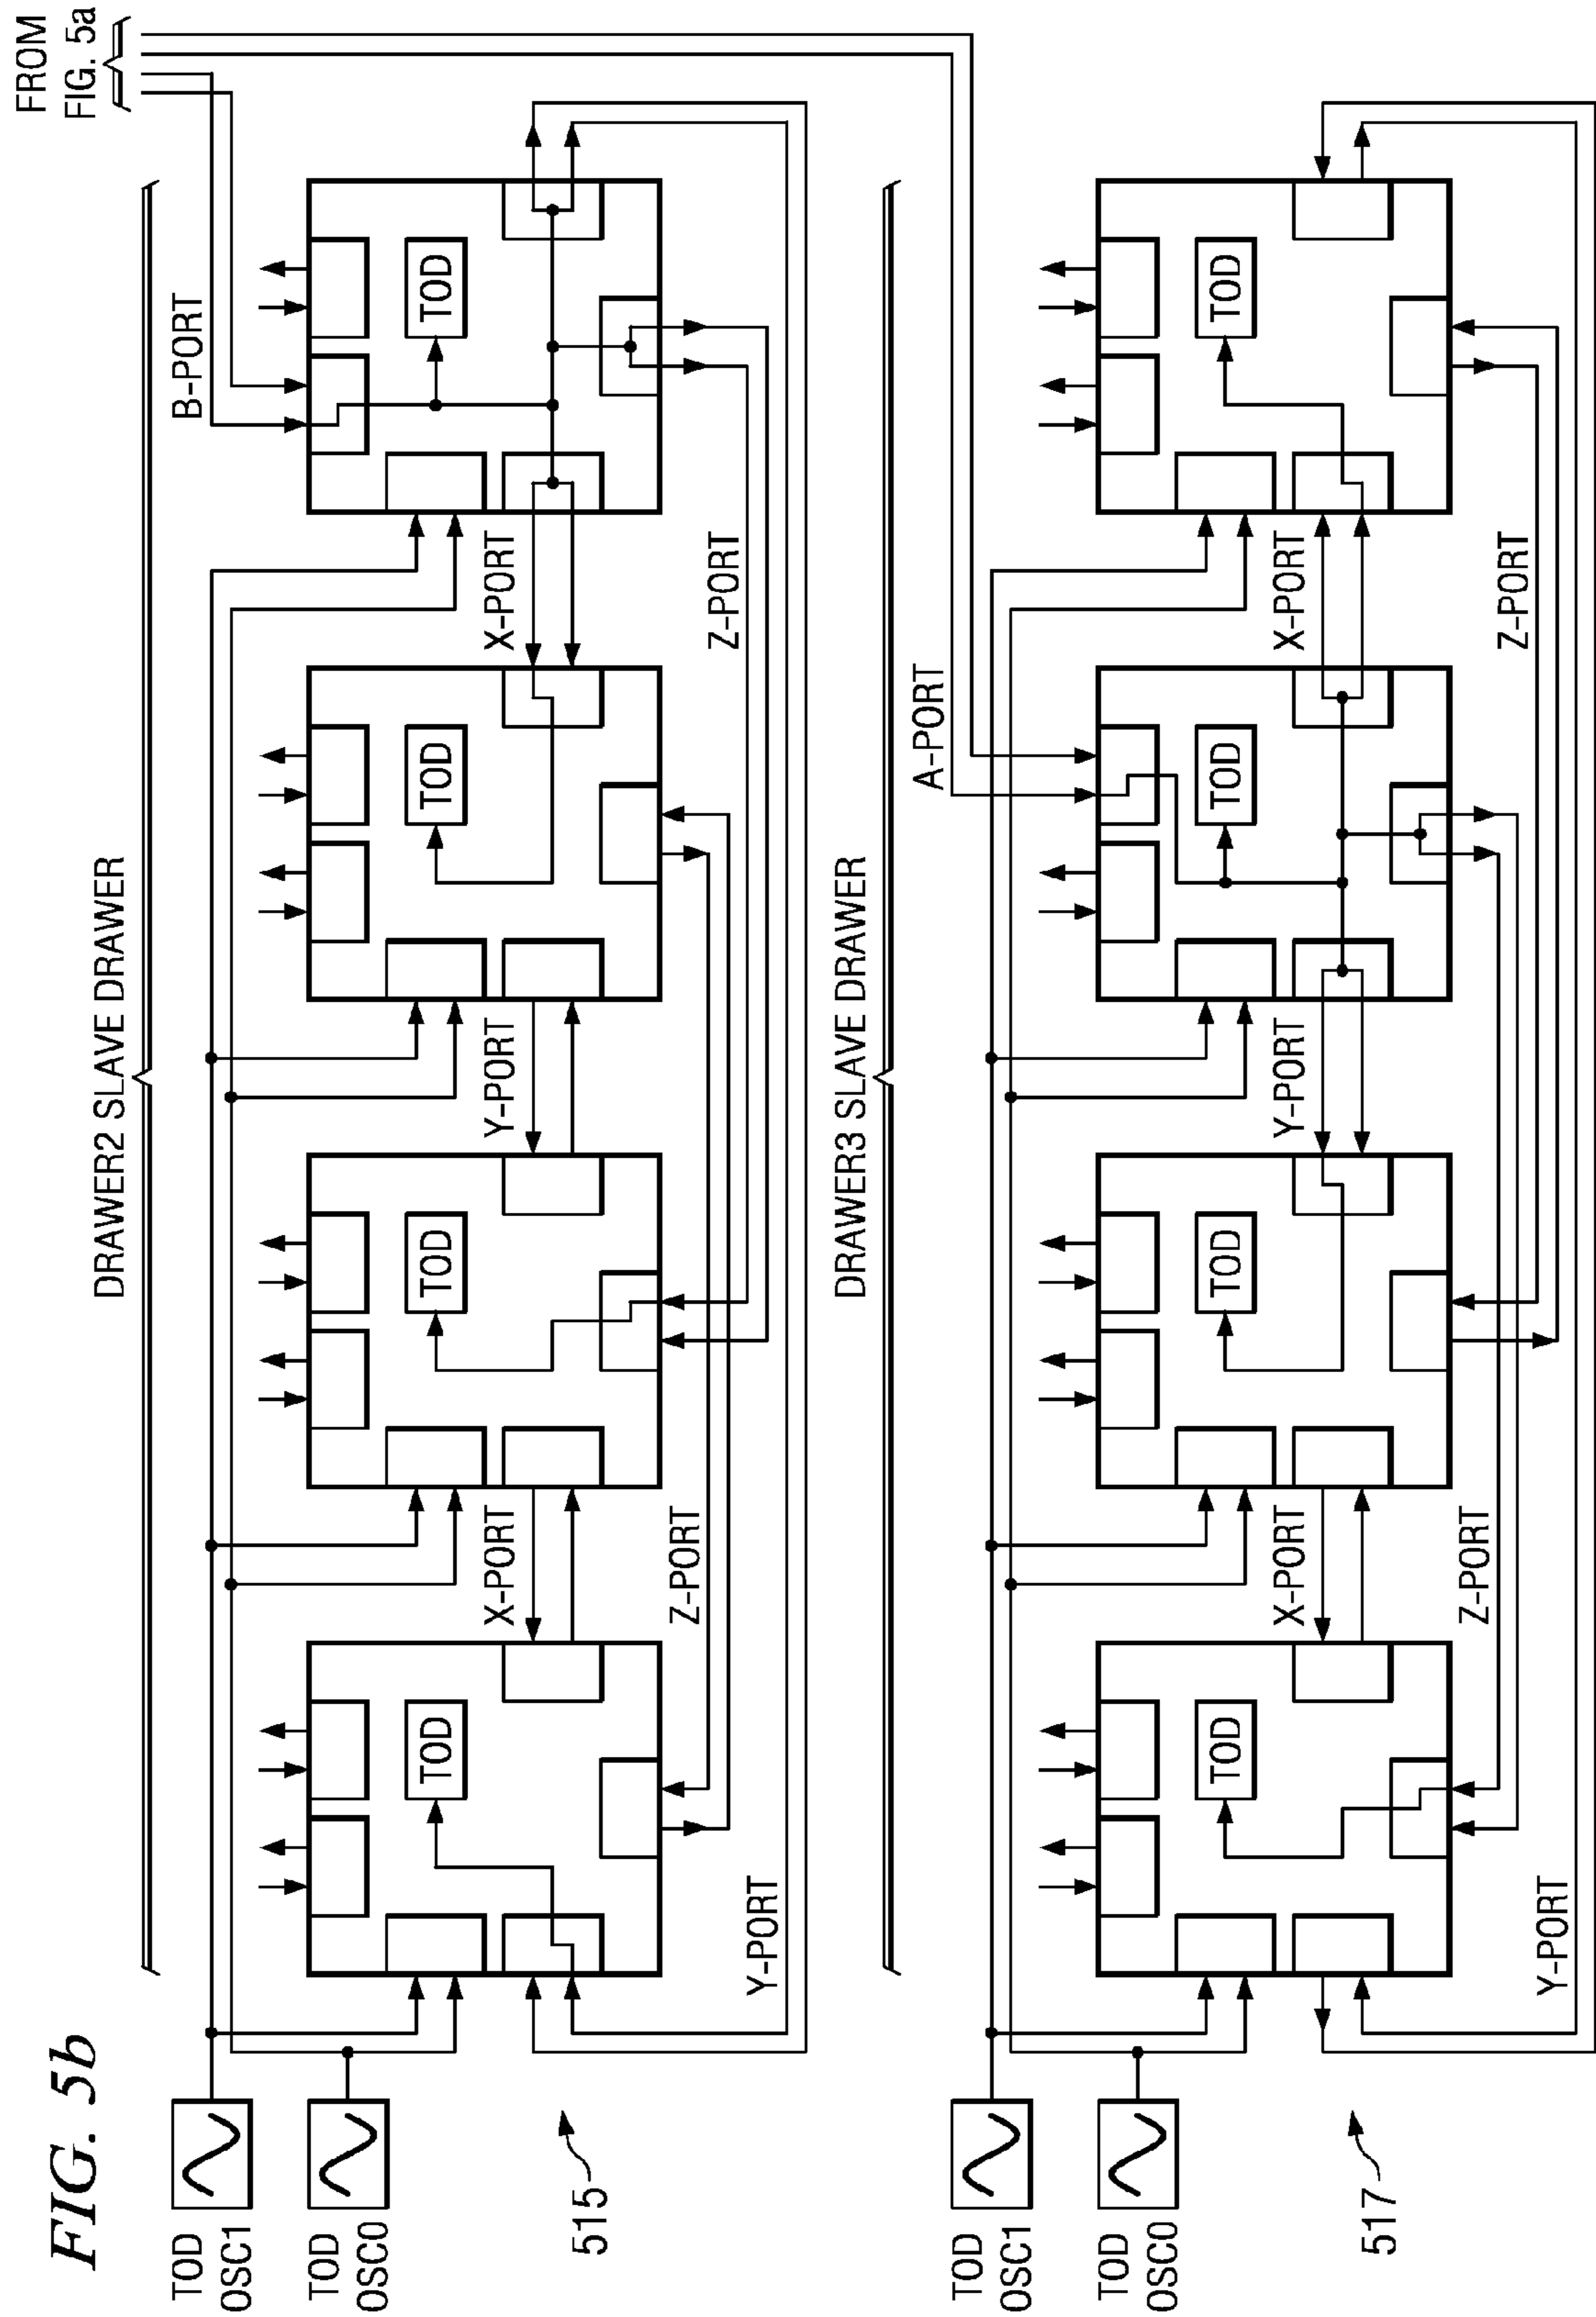 FIG. 5b
FROM
FIG. 5a
DRAWER2 SLAVE DRAWER
B-PORT
TOD
OSC1
TOD
OSC0
TOD
TOD
TOD
TOD
X-PORT
Y-PORT
X-PORT
Z-PORT
Z-PORT
Y-PORT
515
DRAWER3 SLAVE DRAWER
A-PORT
TOD
OSC1
TOD
OSC0
TOD
TOD
TOD
TOD
X-PORT
Y-PORT
X-PORT
Z-PORT
Z-PORT
Y-PORT
517